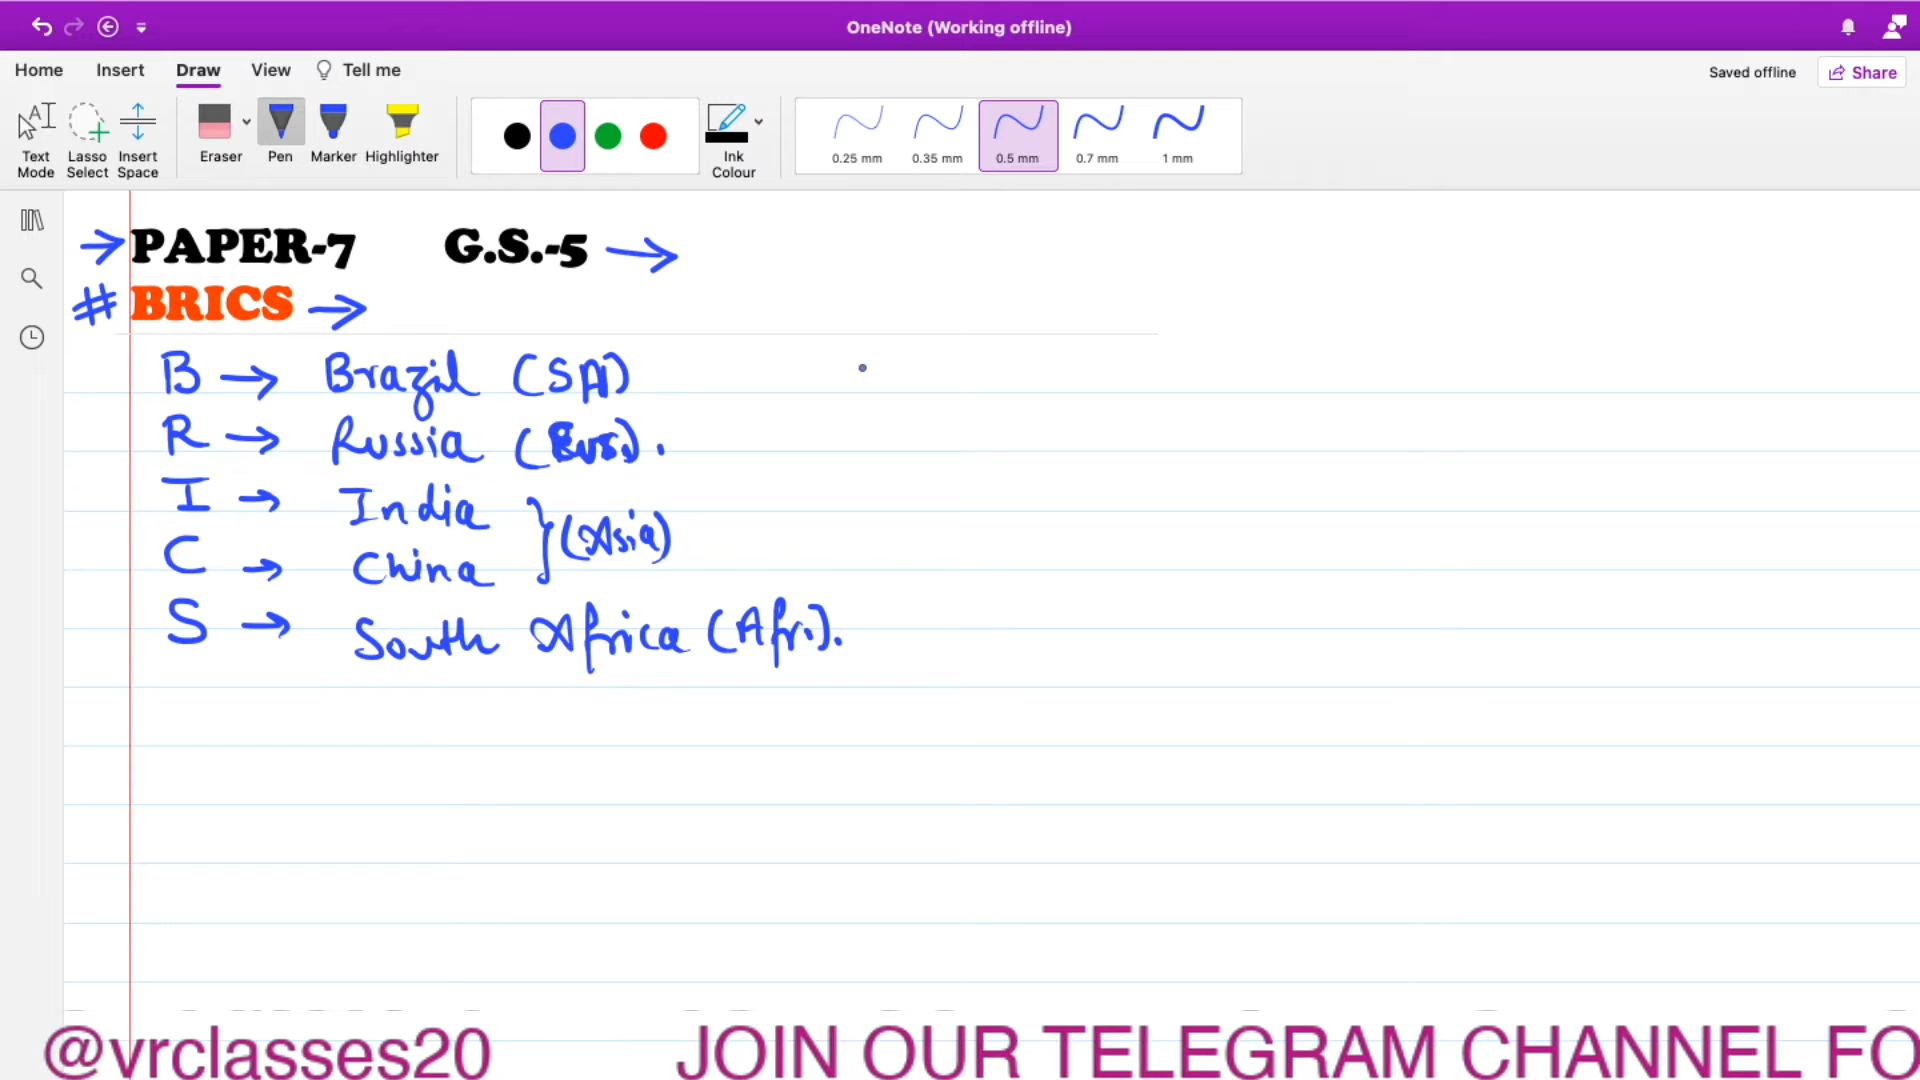 OneNote (Working offline)
Home Insert Draw View Tell me Saved offline Share
Text Mode Lasso Select Insert Space Eraser Pen Marker Highlighter Ink Colour 0.25 mm 0.35 mm 0.5 mm 0.7 mm 1 mm
→ PAPER-7 G.S.-5 →
# BRICS →
B → Brazil (SA)
R → Russia
I → India
C → China } (Asia)
S → South Africa (Afri.).
@vrclasses20 JOIN OUR TELEGRAM CHANNEL FO